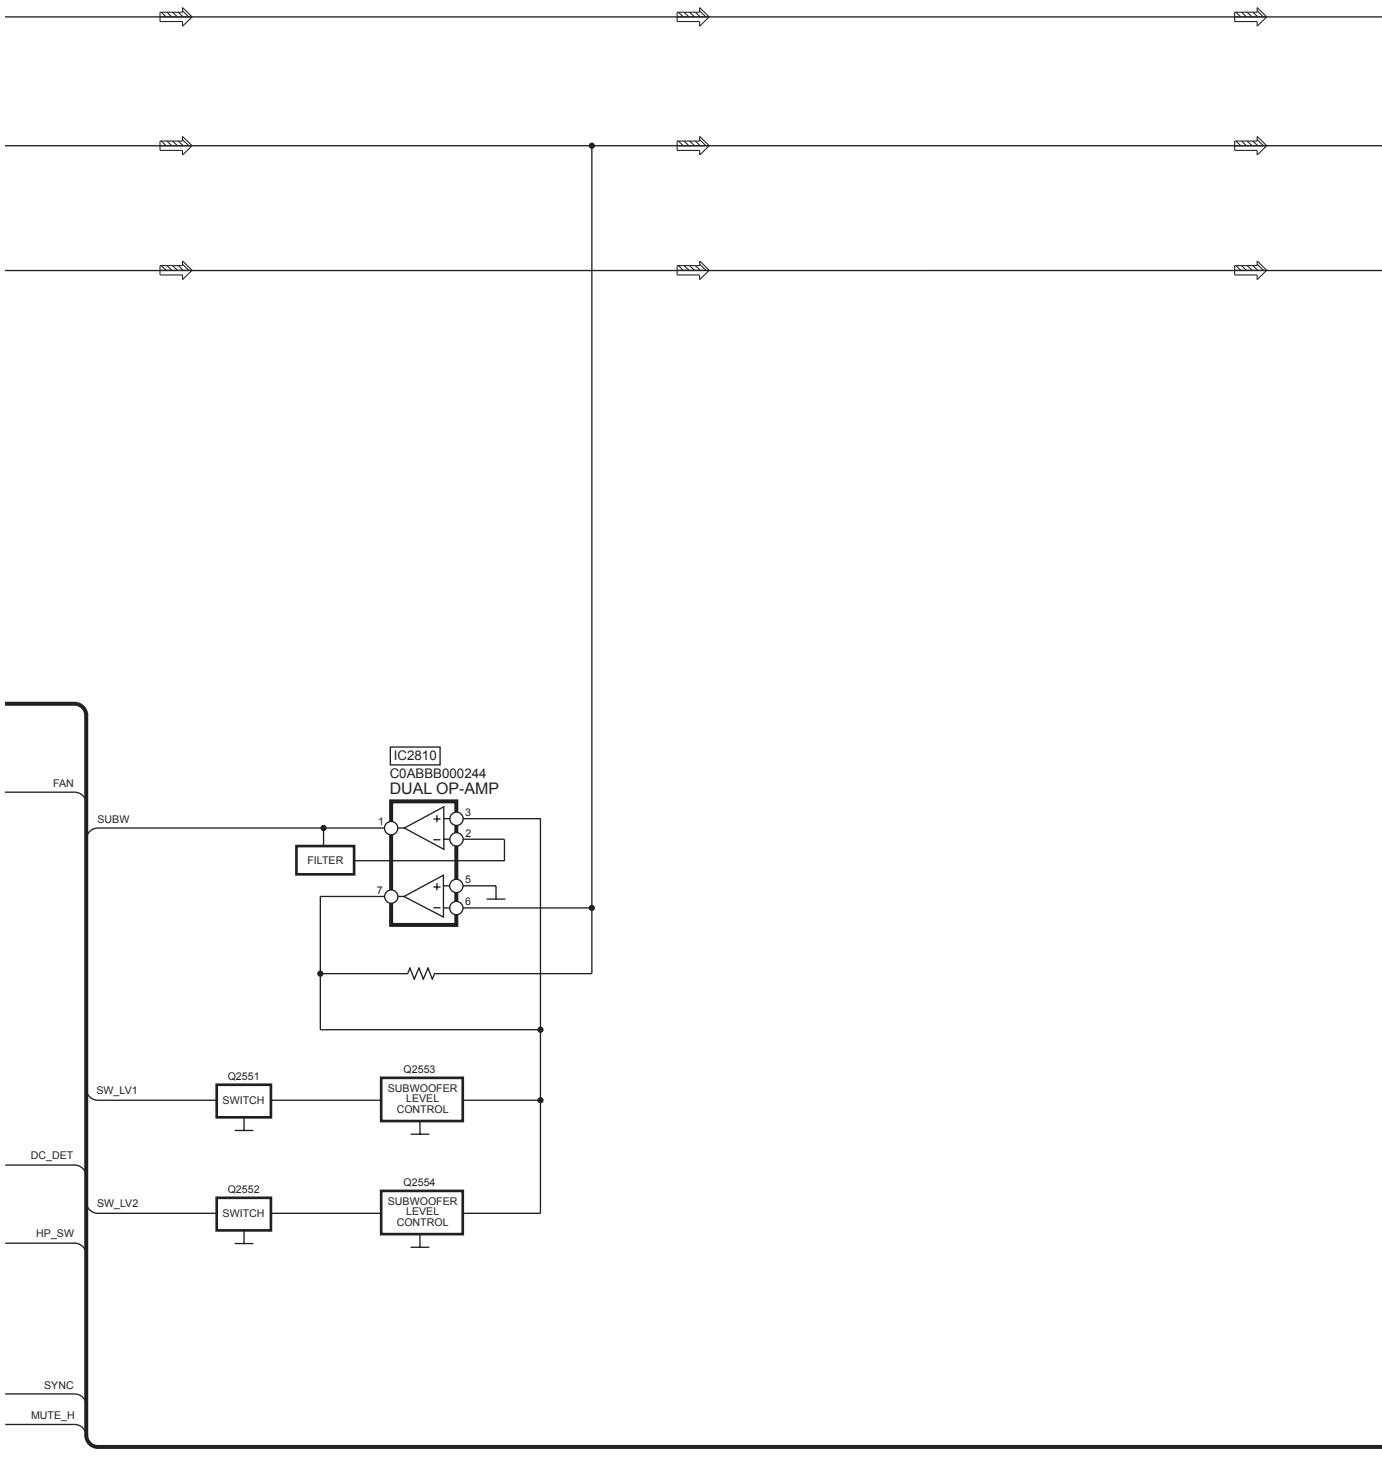 IC2810
C0ABBB000244
DUAL OP-AMP
FAN
SUBW
1
+
3
−
2
FILTER
7
+
5
−
6
SW_LV1
Q2551
SWITCH
Q2553
SUBWOOFER
LEVEL
CONTROL
DC_DET
SW_LV2
Q2552
SWITCH
Q2554
SUBWOOFER
LEVEL
CONTROL
HP_SW
SYNC
MUTE_H